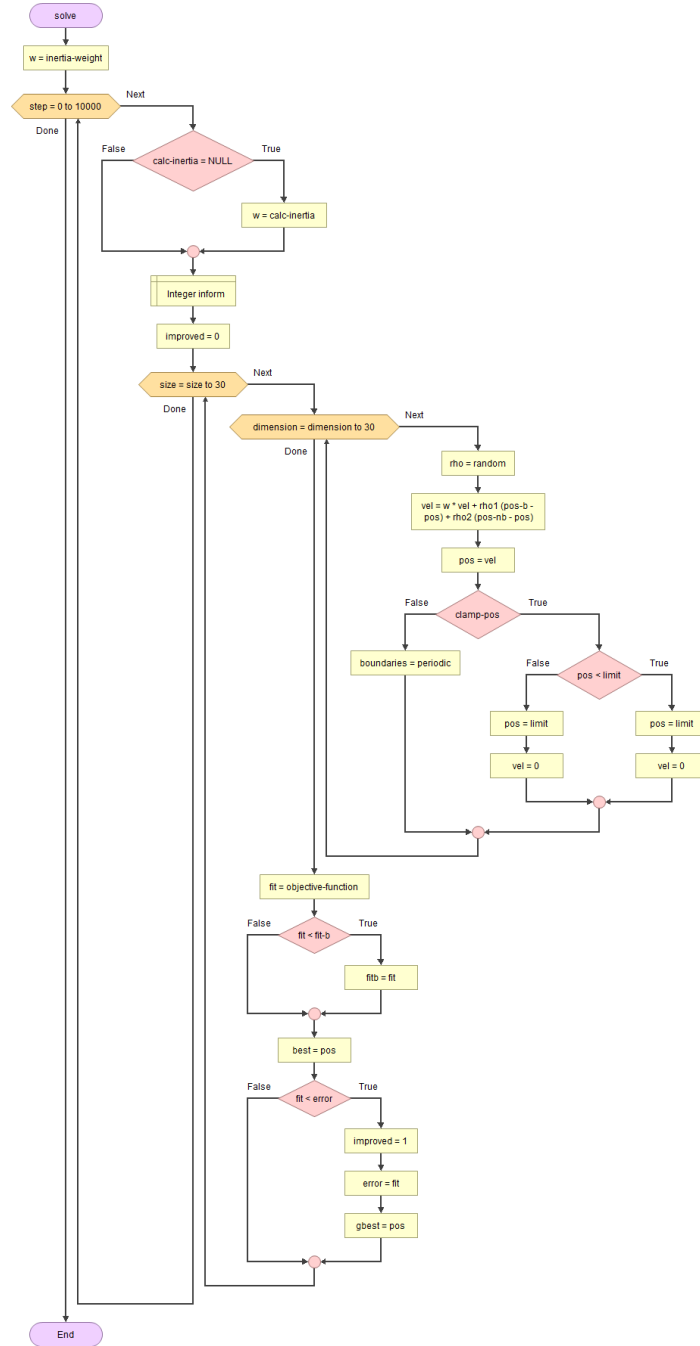 solve
w = inertia-weight
step = 0 to 10000
Next
Done
calc-inertia = NULL
False
True
w = calc-inertia
Integer inform
improved = 0
size = size to 30
Next
Done
dimension = dimension to 30
Next
Done
rho = random
vel = w * vel + rho1 (pos-b -
pos) + rho2 (pos-nb - pos)
pos = vel
clamp-pos
False
True
boundaries = periodic
pos < limit
False
True
pos = limit
pos = limit
vel = 0
vel = 0
fit = objective-function
fit < fit-b
False
True
fitb = fit
best = pos
fit < error
False
True
improved = 1
error = fit
gbest = pos
End